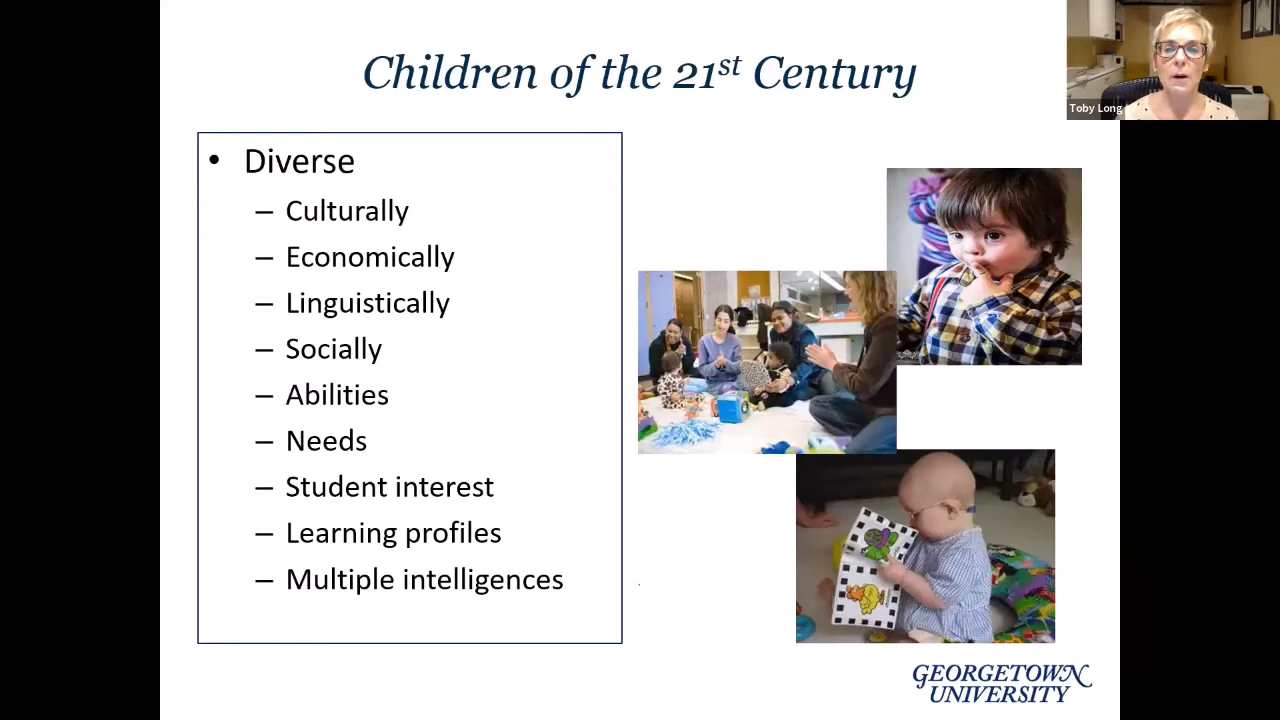 Children of the 21st Century
Toby Long
• Diverse
– Culturally
– Economically
– Linguistically
– Socially
– Abilities
– Needs
– Student interest
– Learning profiles
– Multiple intelligences
GEORGETOWN
UNIVERSITY